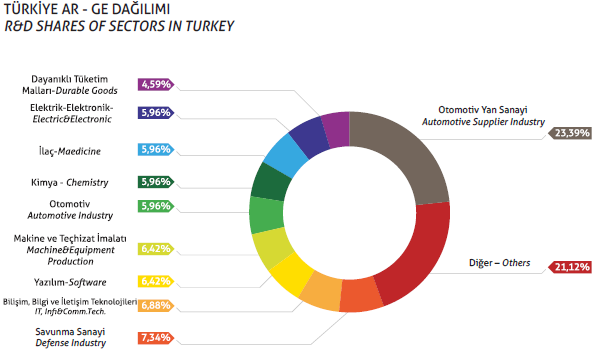 TÜRKİYE AR - GE DAĞILIMI
R&D SHARES OF SECTORS IN TURKEY
Dayanıklı Tüketim
Malları-Durable Goods
4,59%
Elektrik-Elektronik-
Electric&Electronic
5,96%
İlaç-Maedicine
5,96%
Kimya - Chemistry
5,96%
Otomotiv
Automotive Industry
5,96%
Makine ve Teçhizat İmalatı
Machine&Equipment
Production
6,42%
Yazılım-Software
6,42%
Bilişim, Bilgi ve İletişim Teknolojileri
IT, Inf&Comm.Tech.
6,88%
Savunma Sanayi
Defense Industry
7,34%
Otomotiv Yan Sanayi
Automotive Supplier Industry
23,39%
Diğer – Others
21,12%